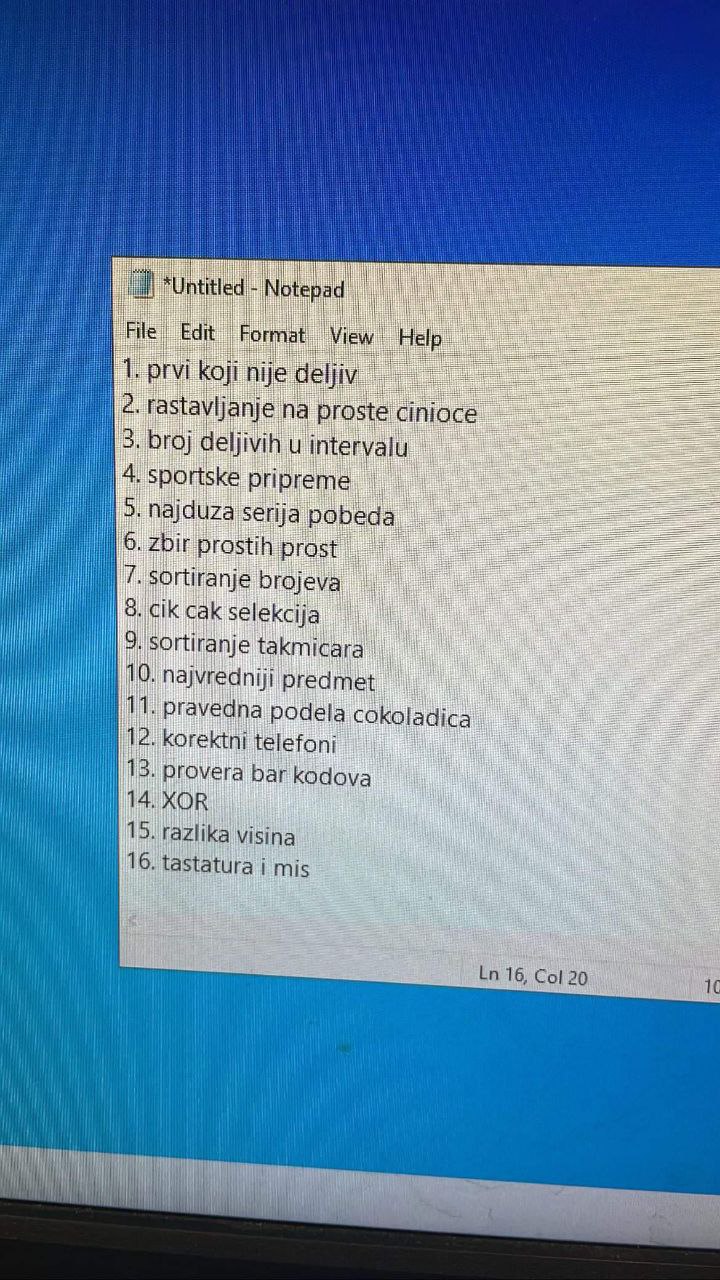 *Untitled - Notepad
File Edit Format View Help
1. prvi koji nije deljiv
2. rastavljanje na proste cinioce
3. broj deljivih u intervalu
4. sportske pripreme
5. najduza serija pobeda
6. zbir prostih prost
7. sortiranje brojeva
8. cik cak selekcija
9. sortiranje takmicara
10. najvredniji predmet
11. pravedna podela cokoladica
12. korektni telefoni
13. provera bar kodova
14. XOR
15. razlika visina
16. tastatura i mis
Ln 16, Col 20 10